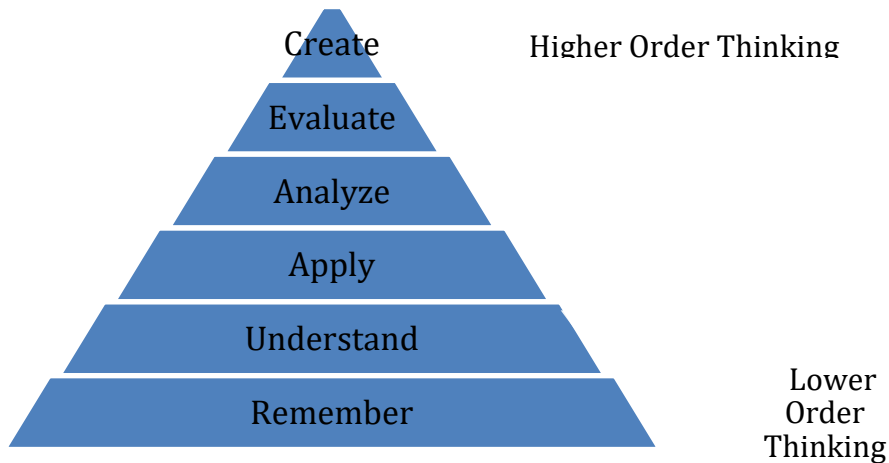 Create
Higher Order Thinking
Evaluate
Analyze
Apply
Understand
Remember
Lower
Order
Thinking